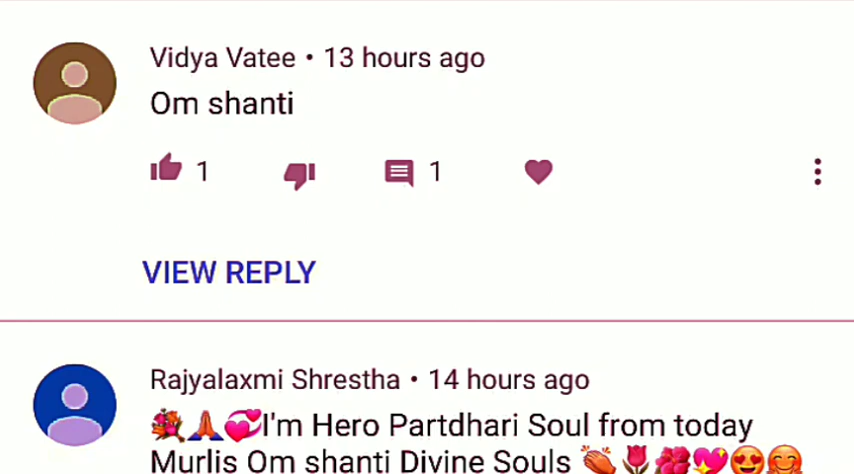 Vidya Vatee • 13 hours ago
Om shanti
1 1
VIEW REPLY
Rajyalaxmi Shrestha • 14 hours ago
💐🙏💞I'm Hero Partdhari Soul from today
Murlis Om shanti Divine Souls 👏🌷🌺💖😍🤗